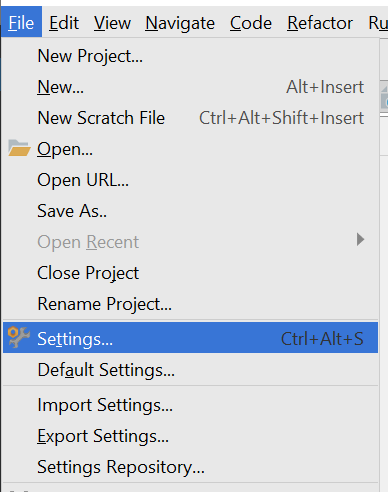 File Edit View Navigate Code Refactor
New Project...
New... Alt+Insert
New Scratch File Ctrl+Alt+Shift+Insert
Open...
Open URL...
Save As..
Open Recent
Close Project
Rename Project...
Settings... Ctrl+Alt+S
Default Settings...
Import Settings...
Export Settings...
Settings Repository...